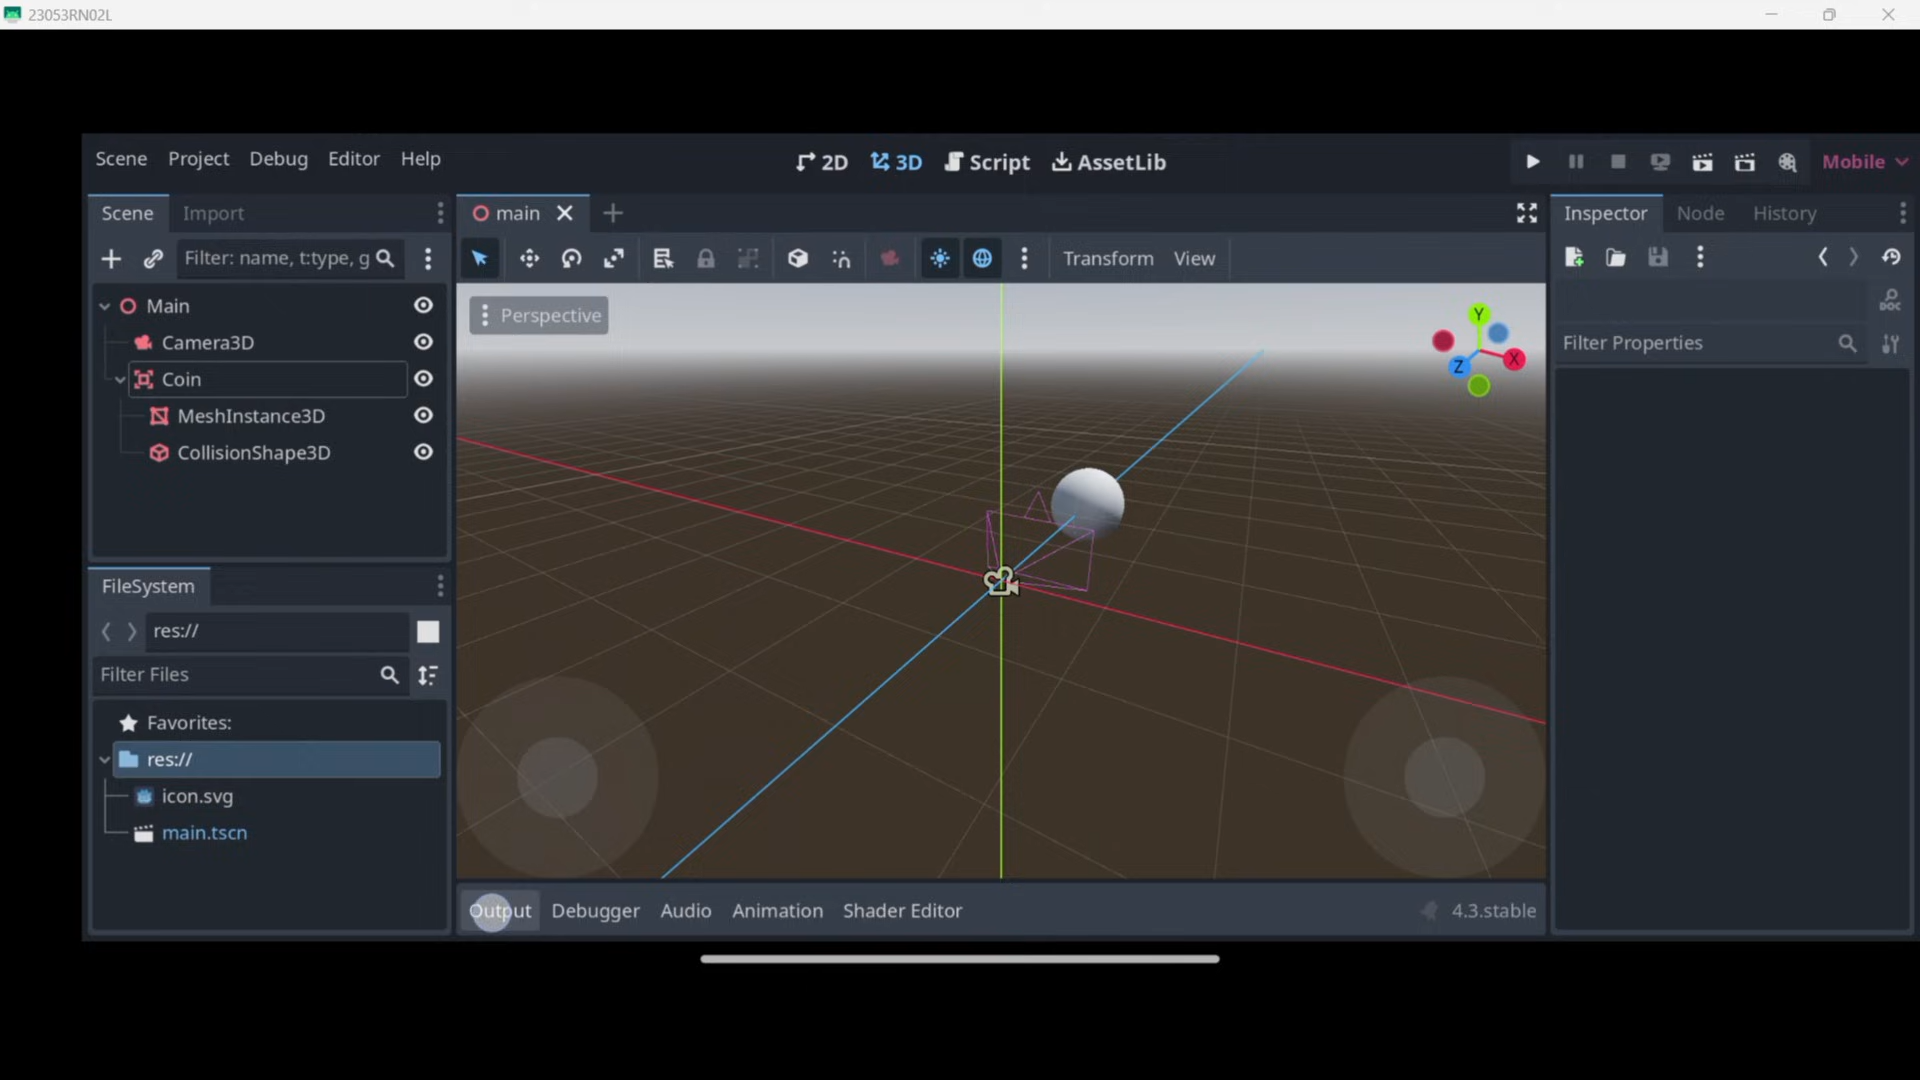 23053RN02L
Scene Project Debug Editor Help
2D 3D Script AssetLib
Mobile
Scene Import
main
Inspector Node History
Filter: name, t:type, g
Transform View
Main
Camera3D
Coin
MeshInstance3D
CollisionShape3D
Perspective
Y
X
Z
DOC
Filter Properties
FileSystem
res://
Filter Files
Favorites:
res://
icon.svg
main.tscn
Output Debugger Audio Animation Shader Editor
4.3.stable